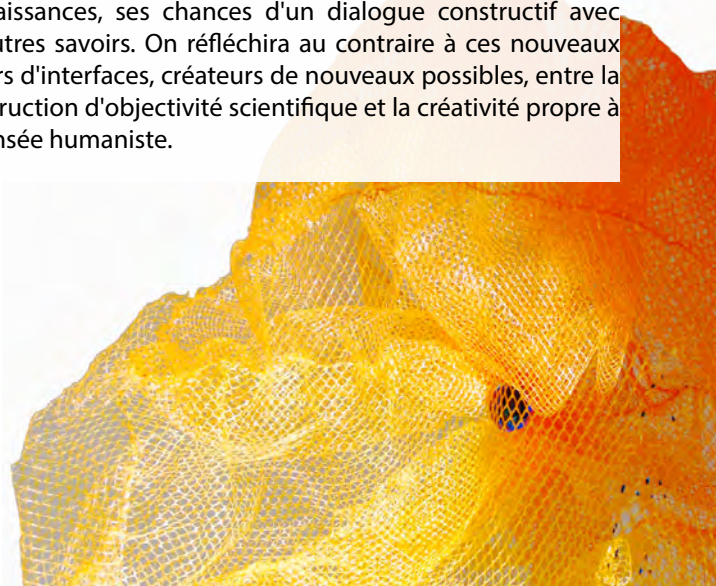 aissances, ses chances d'un dialogue constructif avec
utres savoirs. On réfléchira au contraire à ces nouveaux
rs d'interfaces, créateurs de nouveaux possibles, entre la
ruction d'objectivité scientifique et la créativité propre à
nsée humaniste.